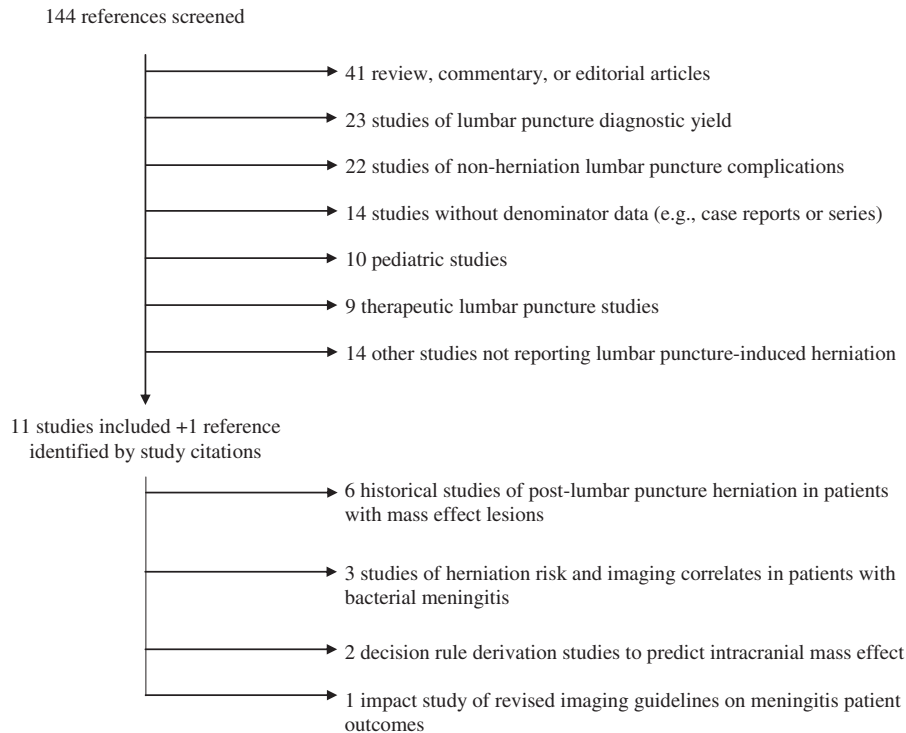 144 references screened
41 review, commentary, or editorial articles
23 studies of lumbar puncture diagnostic yield
22 studies of non-herniation lumbar puncture complications
14 studies without denominator data (e.g., case reports or series)
10 pediatric studies
9 therapeutic lumbar puncture studies
14 other studies not reporting lumbar puncture-induced herniation
11 studies included +1 reference
identified by study citations
6 historical studies of post-lumbar puncture herniation in patients
with mass effect lesions
3 studies of herniation risk and imaging correlates in patients with
bacterial meningitis
2 decision rule derivation studies to predict intracranial mass effect
1 impact study of revised imaging guidelines on meningitis patient
outcomes